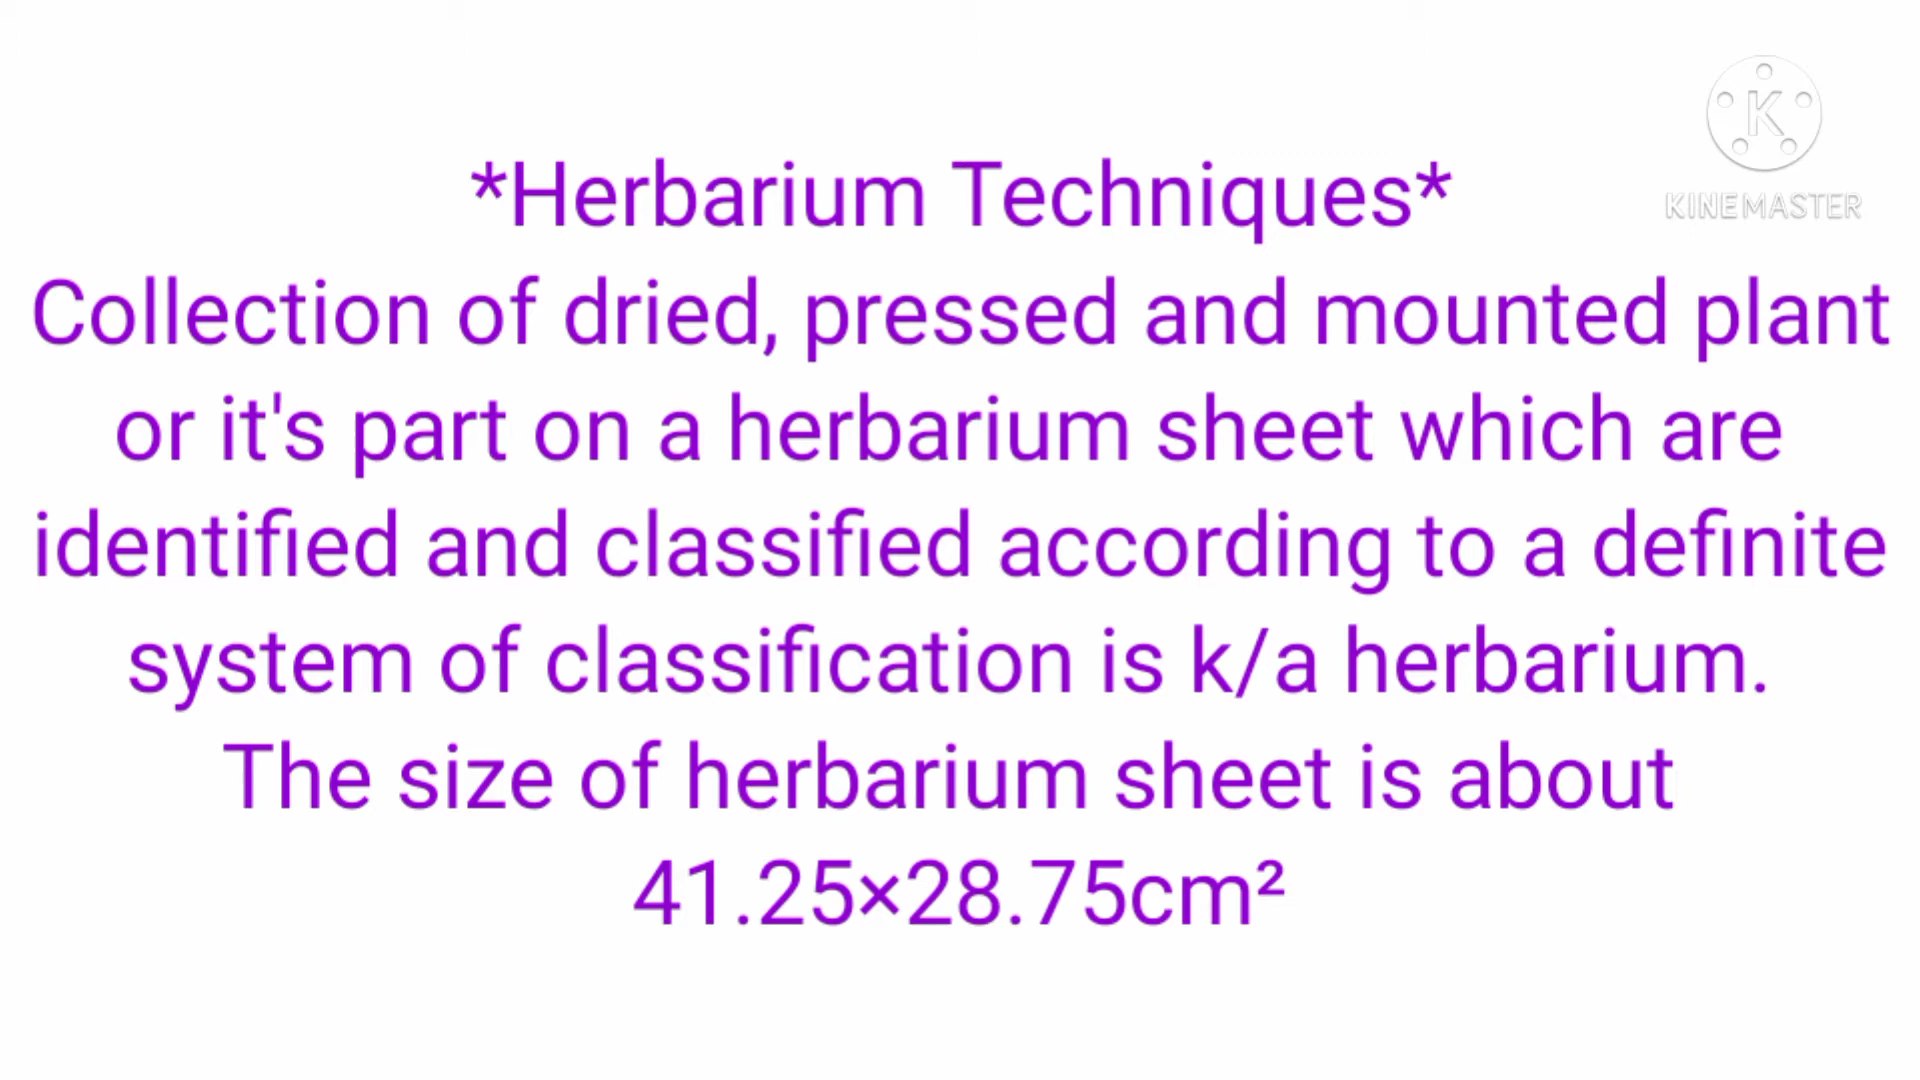 K
KINEMASTER
*Herbarium Techniques*
Collection of dried, pressed and mounted plant
or it's part on a herbarium sheet which are
identified and classified according to a definite
system of classification is k/a herbarium.
The size of herbarium sheet is about
41.25×28.75cm²